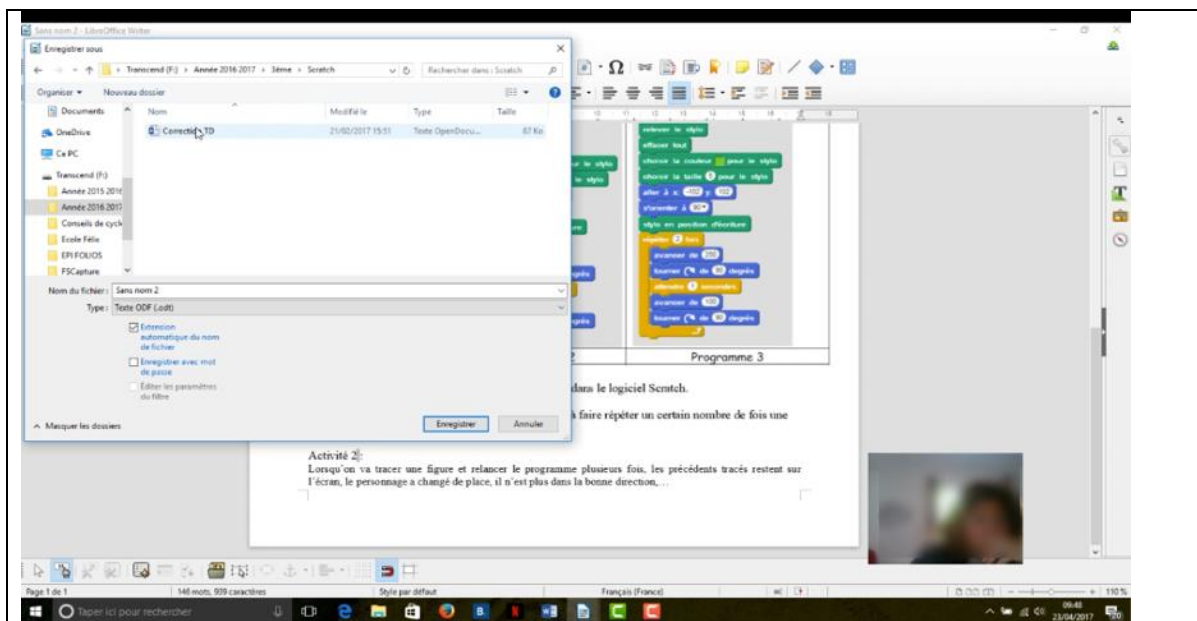 Sans nom 2 - LibreOffice Writer
Enregistrer sous
Transcend (F:) > Année 2016-2017 > 3ème > Scratch
Rechercher dans : Scratch
Organiser
Nouveau dossier
Documents
OneDrive
Ce PC
Transcend (F:)
Année 2015-2016
Année 2016-2017
Conseils de cycle
Ecole Félix
EPI FOLIOS
FSCapture
Nom
Modifié le
Type
Taille
Correction TD
21/02/2017 15:51
Texte OpenDocu...
87 Ko
Nom du fichier : Sans nom 2
Type : Texte ODF (.odt)
Extension
automatique du nom
de fichier
Enregistrer avec mot
de passe
Éditer les paramètres
du filtre
Masquer les dossiers
Enregistrer
Annuler
relever le stylo
effacer tout
choisir la couleur pour le stylo
choisir la taille pour le stylo
aller à x: -102 y: 102
s'orienter à 90
stylo en position d'écriture
répéter 2 fois
avancer de 200
tourner de 90 degrés
attendre 1 secondes
avancer de 100
tourner de 90 degrés
Programme 3
dans le logiciel Scratch.
à faire répéter un certain nombre de fois une
Activité 2 :
Lorsqu'on va tracer une figure et relancer le programme plusieurs fois, les précédents tracés restent sur
l'écran, le personnage a changé de place, il n'est plus dans la bonne direction,…
Page 1 de 1
146 mots, 939 caractères
Style par défaut
Français (France)
110 %
Taper ici pour rechercher
09:48
23/04/2017